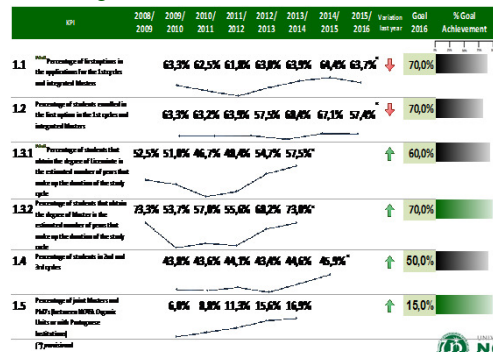 KPI 2008/ 2009/ 2010/ 2011/ 2012/ 2013/ 2014/ 2015/ Variation Goal % Goal
2009 2010 2011 2012 2013 2014 2015 2016 last year 2016 Achievement
1.1 Percentage of first options in
the applications for the 1st cycles
and integrated Masters
63,3% 62,5% 61,8% 63,0% 63,9% 64,4% 63,7%* 70,0%
1.2 Percentage of students enrolled in
the first option in the 1st cycles and
integrated Masters
63,3% 63,2% 63,9% 57,5% 68,4% 67,1% 57,4% * 70,0%
1.3.1 Percentage of students that
obtain the degree of Licenciate in
the estimated number of years that
make up the duration of the study
cycle
52,5% 51,0% 46,7% 48,4% 54,7% 57,5%* 60,0%
1.3.2 Percentage of students that
obtain the degree of Master in the
estimated number of years that
make up the duration of the study
cycle
73,3% 53,7% 57,0% 55,6% 68,2% 73,0%* 70,0%
1.4 Percentage of students in 2nd and
3rd cycles
43,8% 43,6% 44,1% 43,4% 44,6% 45,9%* 50,0%
1.5 Percentage of joint Masters and
PhD's (between NOVA Organic
Units or with Portuguese
Institutions)
6,0% 8,8% 11,3% 15,6% 16,9% 15,0%
(*) provisional